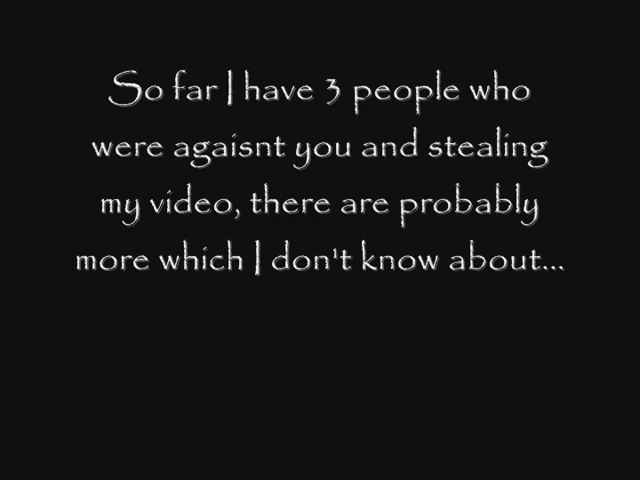 So far I have 3 people who
were agaisnt you and stealing
my video, there are probably
more which I don't know about...